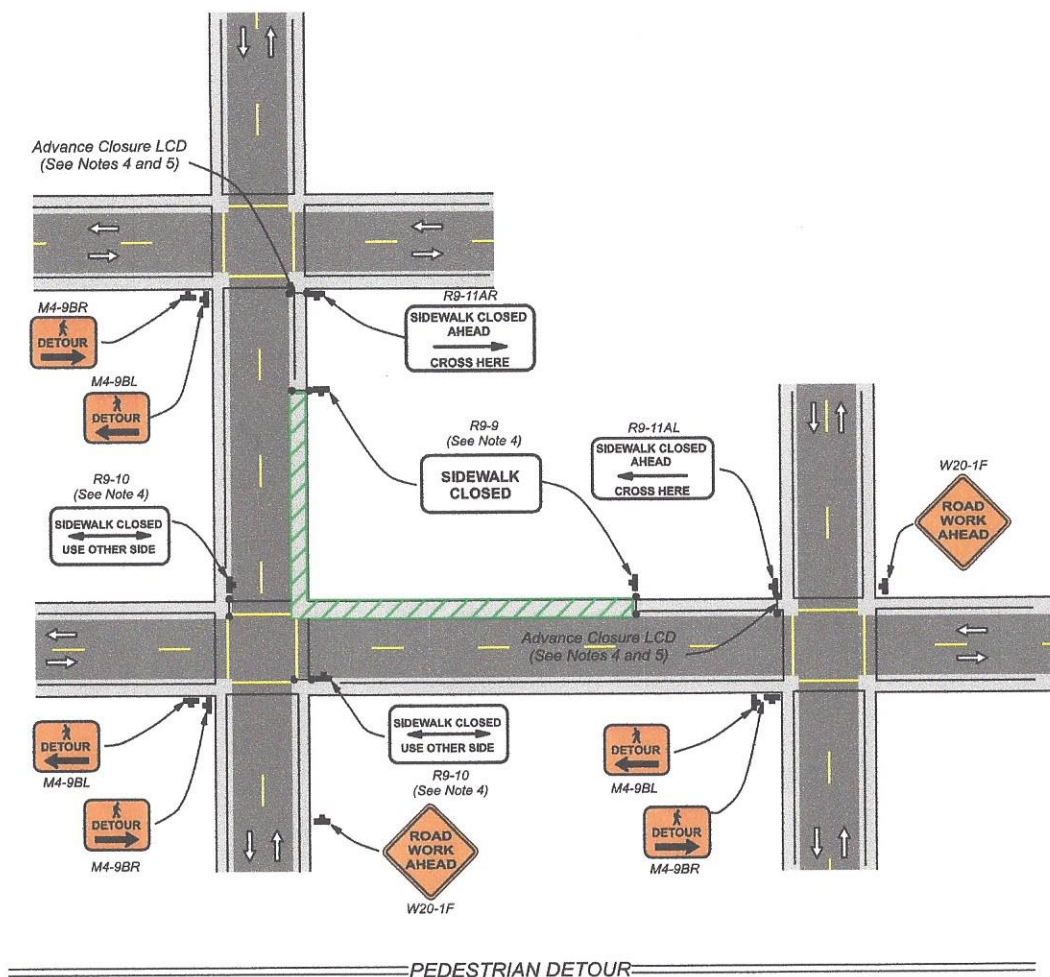 Advance Closure LCD
(See Notes 4 and 5)
M4-9BR
DETOUR
M4-9BL
DETOUR
R9-11AR
SIDEWALK CLOSED
AHEAD
CROSS HERE
R9-9
(See Note 4)
SIDEWALK
CLOSED
R9-11AL
SIDEWALK CLOSED
AHEAD
CROSS HERE
W20-1F
ROAD
WORK
AHEAD
R9-10
(See Note 4)
SIDEWALK CLOSED
USE OTHER SIDE
Advance Closure LCD
(See Notes 4 and 5)
DETOUR
M4-9BL
DETOUR
M4-9BR
SIDEWALK CLOSED
USE OTHER SIDE
R9-10
(See Note 4)
ROAD
WORK
AHEAD
W20-1F
DETOUR
M4-9BL
DETOUR
M4-9BR
PEDESTRIAN DETOUR